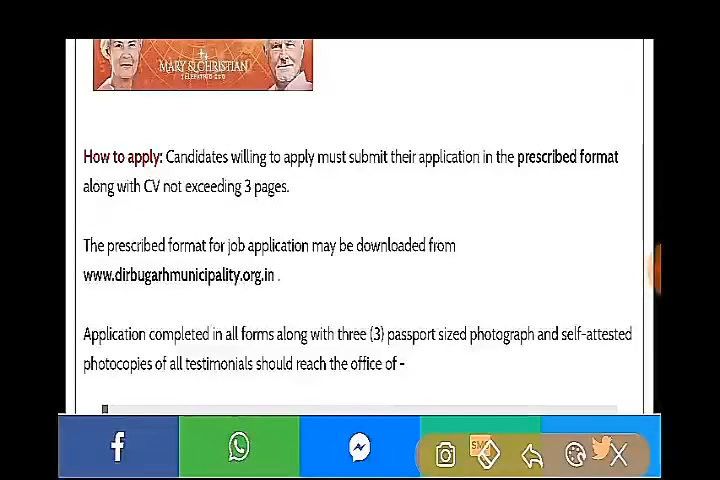 MARY & CHRISTIAN
How to apply: Candidates willing to apply must submit their application in the prescribed format
along with CV not exceeding 3 pages.
The prescribed format for job application may be downloaded from
www.dirbugarhmunicipality.org.in .
Application completed in all forms along with three (3) passport sized photograph and self-attested
photocopies of all testimonials should reach the office of -
SMS